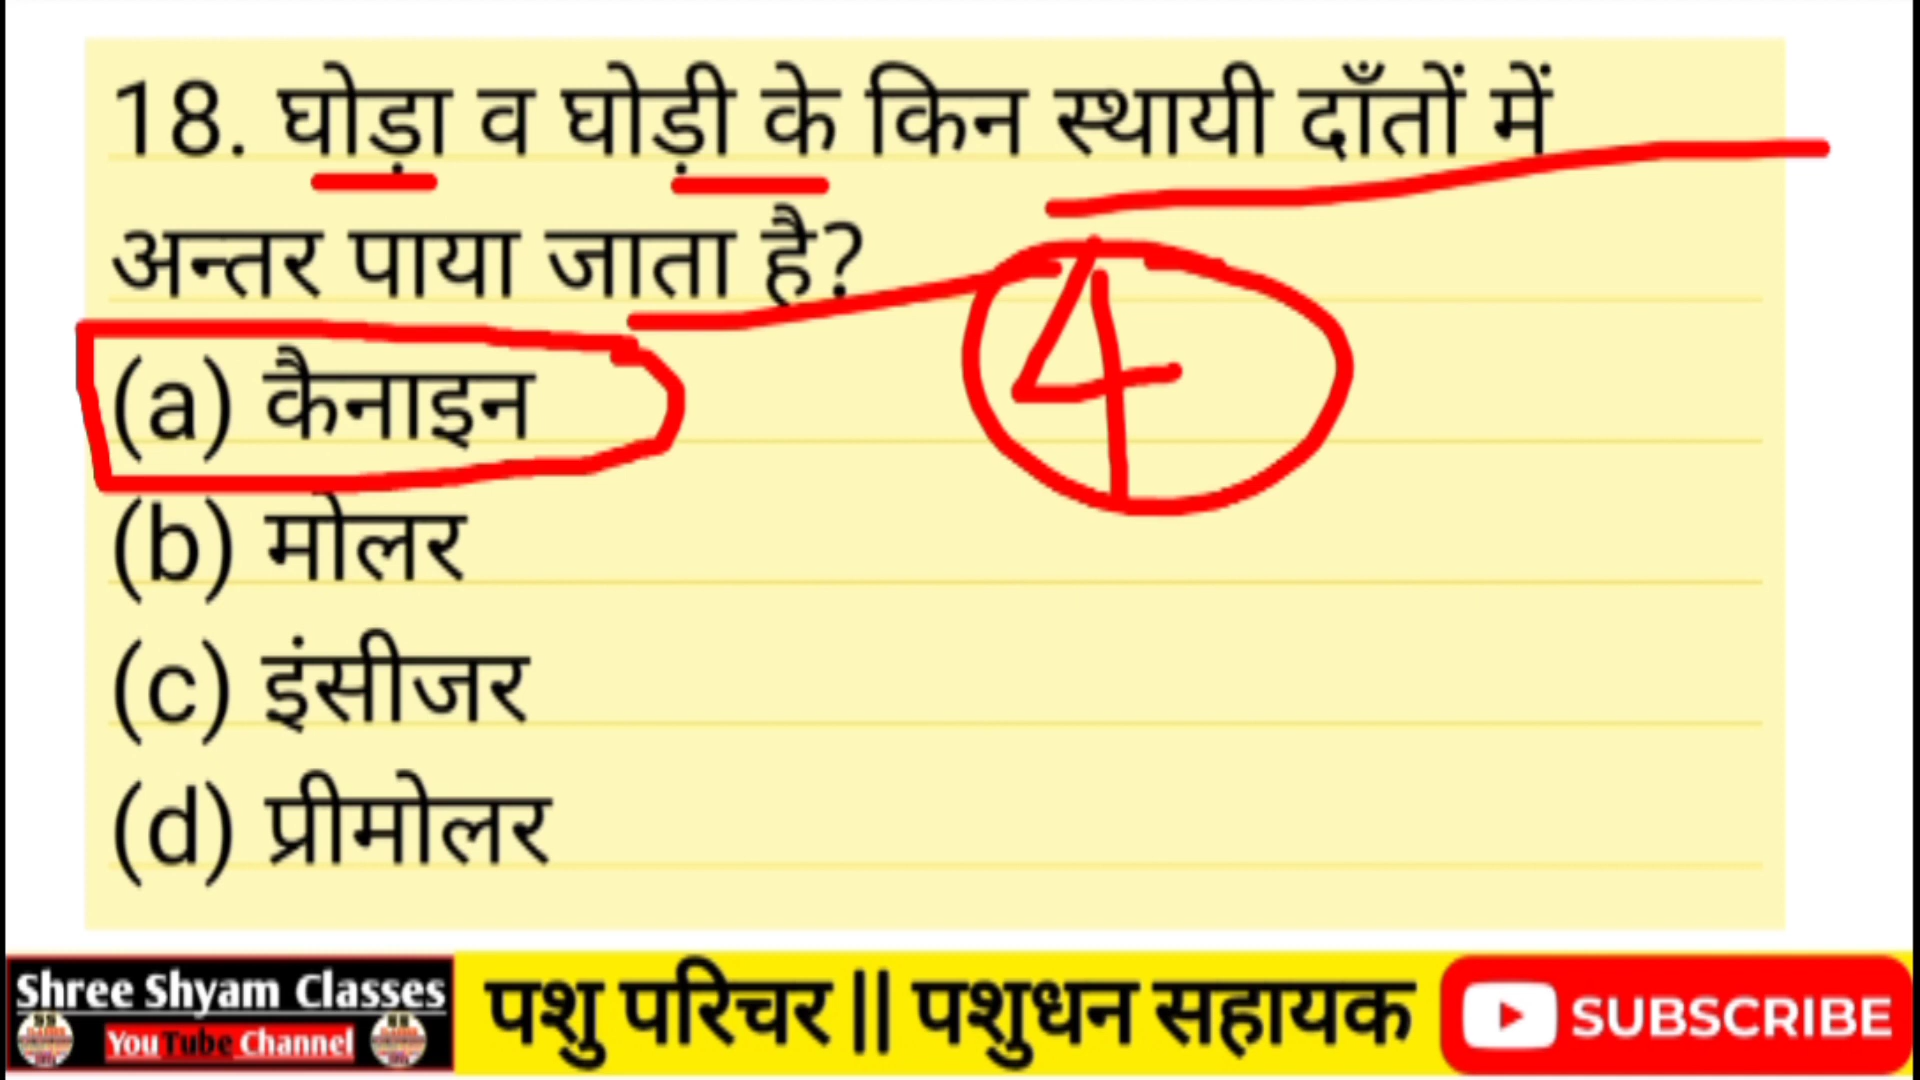 18. घोड़ा व घोड़ी के किन स्थायी दाँतों में
अन्तर पाया जाता है?
4
(a) कैनाइन
(b) मोलर
(c) इंसीजर
(d) प्रीमोलर
Shree Shyam Classes
YouTube Channel
पशु परिचर || पशुधन सहायक
SUBSCRIBE